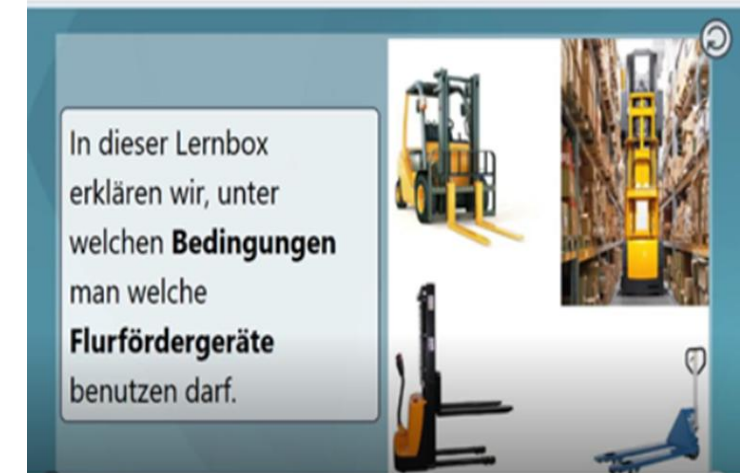 In dieser Lernbox
erklären wir, unter
welchen Bedingungen
man welche
Flurfördergeräte
benutzen darf.